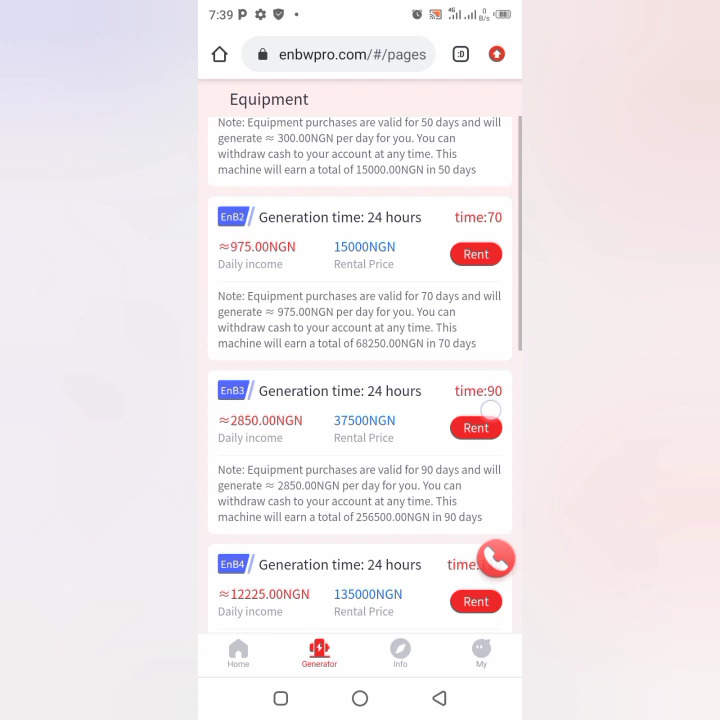 7:39
4G
0
B/s
enbwpro.com/#/pages
:D
Equipment
Note: Equipment purchases are valid for 50 days and will
generate ≈ 300.00NGN per day for you. You can
withdraw cash to your account at any time. This
machine will earn a total of 15000.00NGN in 50 days
EnB2 Generation time: 24 hours time:70
≈975.00NGN 15000NGN Rent
Daily income Rental Price
Note: Equipment purchases are valid for 70 days and will
generate ≈ 975.00NGN per day for you. You can
withdraw cash to your account at any time. This
machine will earn a total of 68250.00NGN in 70 days
EnB3 Generation time: 24 hours time:90
≈2850.00NGN 37500NGN Rent
Daily income Rental Price
Note: Equipment purchases are valid for 90 days and will
generate ≈ 2850.00NGN per day for you. You can
withdraw cash to your account at any time. This
machine will earn a total of 256500.00NGN in 90 days
EnB4 Generation time: 24 hours time:
≈12225.00NGN 135000NGN Rent
Daily income Rental Price
Home Generator Info My